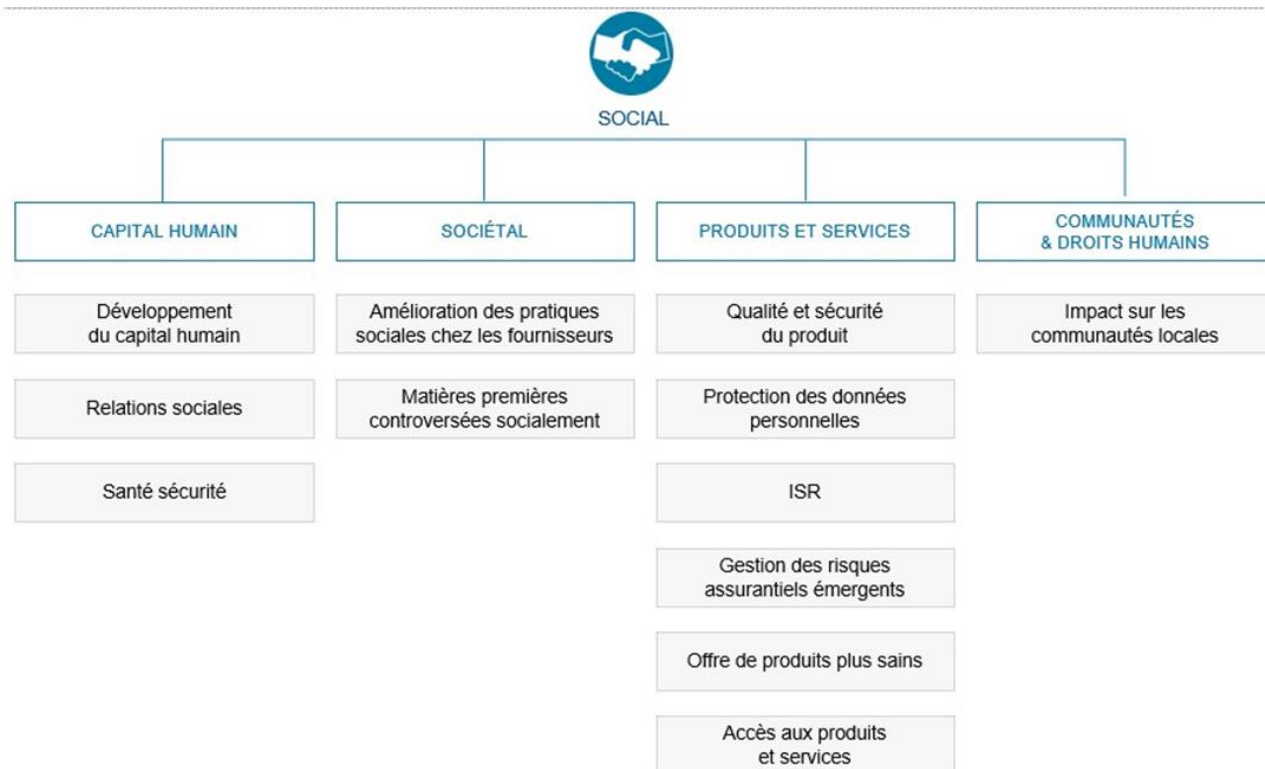 SOCIAL
CAPITAL HUMAIN
Développement
du capital humain
Relations sociales
Santé sécurité
SOCIÉTAL
Amélioration des pratiques
sociales chez les fournisseurs
Matières premières
controversées socialement
PRODUITS ET SERVICES
Qualité et sécurité
du produit
Protection des données
personnelles
ISR
Gestion des risques
assurantiels émergents
Offre de produits plus sains
Accès aux produits
et services
COMMUNAUTÉS
& DROITS HUMAINS
Impact sur les
communautés locales